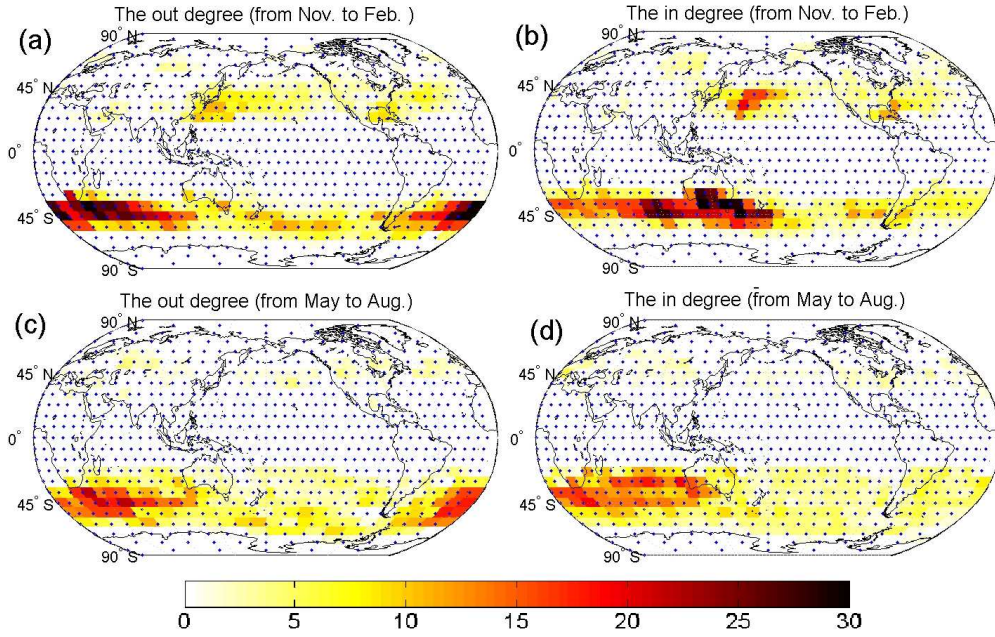 The out degree (from Nov. to Feb. )
(a)
90° N
45° N
0°
45° S
90° S
The in degree (from Nov. to Feb.)
(b)
90° N
45° N
0°
45° S
90° S
The out degree (from May to Aug.)
(c)
90° N
45° N
0°
45° S
90° S
The in degree (from May to Aug.)
(d)
90° N
45° N
0°
45° S
90° S
0 5 10 15 20 25 30